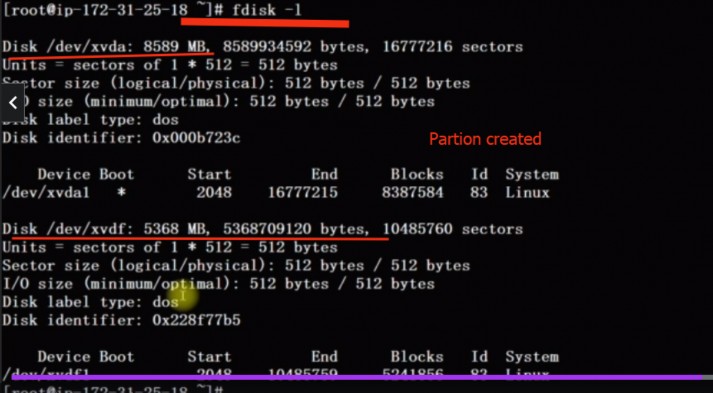 [root@ip-172-31-25-18 ~]# fdisk -l
Disk /dev/xvda: 8589 MB, 8589934592 bytes, 16777216 sectors
Units = sectors of 1 * 512 = 512 bytes
Sector size (logical/physical): 512 bytes / 512 bytes
I/O size (minimum/optimal): 512 bytes / 512 bytes
Disk label type: dos
Disk identifier: 0x000b723c
Partion created
Device Boot Start End Blocks Id System
/dev/xvda1 * 2048 16777215 8387584 83 Linux
Disk /dev/xvdf: 5368 MB, 5368709120 bytes, 10485760 sectors
Units = sectors of 1 * 512 = 512 bytes
Sector size (logical/physical): 512 bytes / 512 bytes
I/O size (minimum/optimal): 512 bytes / 512 bytes
Disk label type: dos
Disk identifier: 0x228f77b5
Device Boot Start End Blocks Id System
/dev/xvdf1 2048 10485759 5241856 83 Linux
[root@ip-172-31-25-18 ~]#